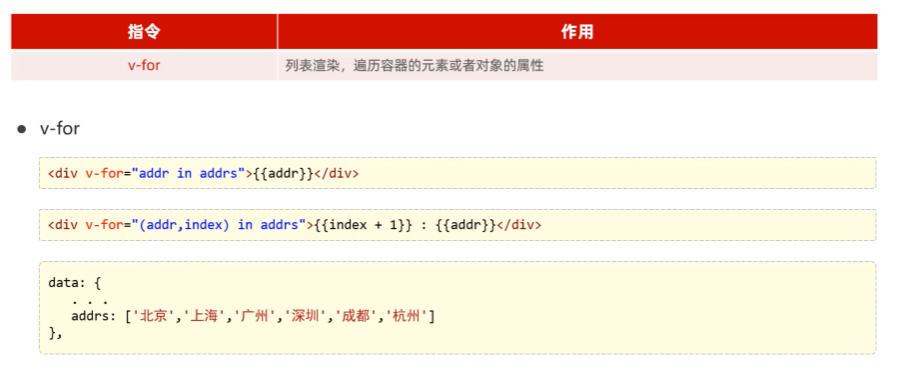 指令 作用
v-for 列表渲染，遍历容器的元素或者对象的属性
● v-for
<div v-for="addr in addrs">{{addr}}</div>
<div v-for="(addr,index) in addrs">{{index + 1}} : {{addr}}</div>
data: {
   . . .
   addrs: ['北京','上海','广州','深圳','成都','杭州']
},